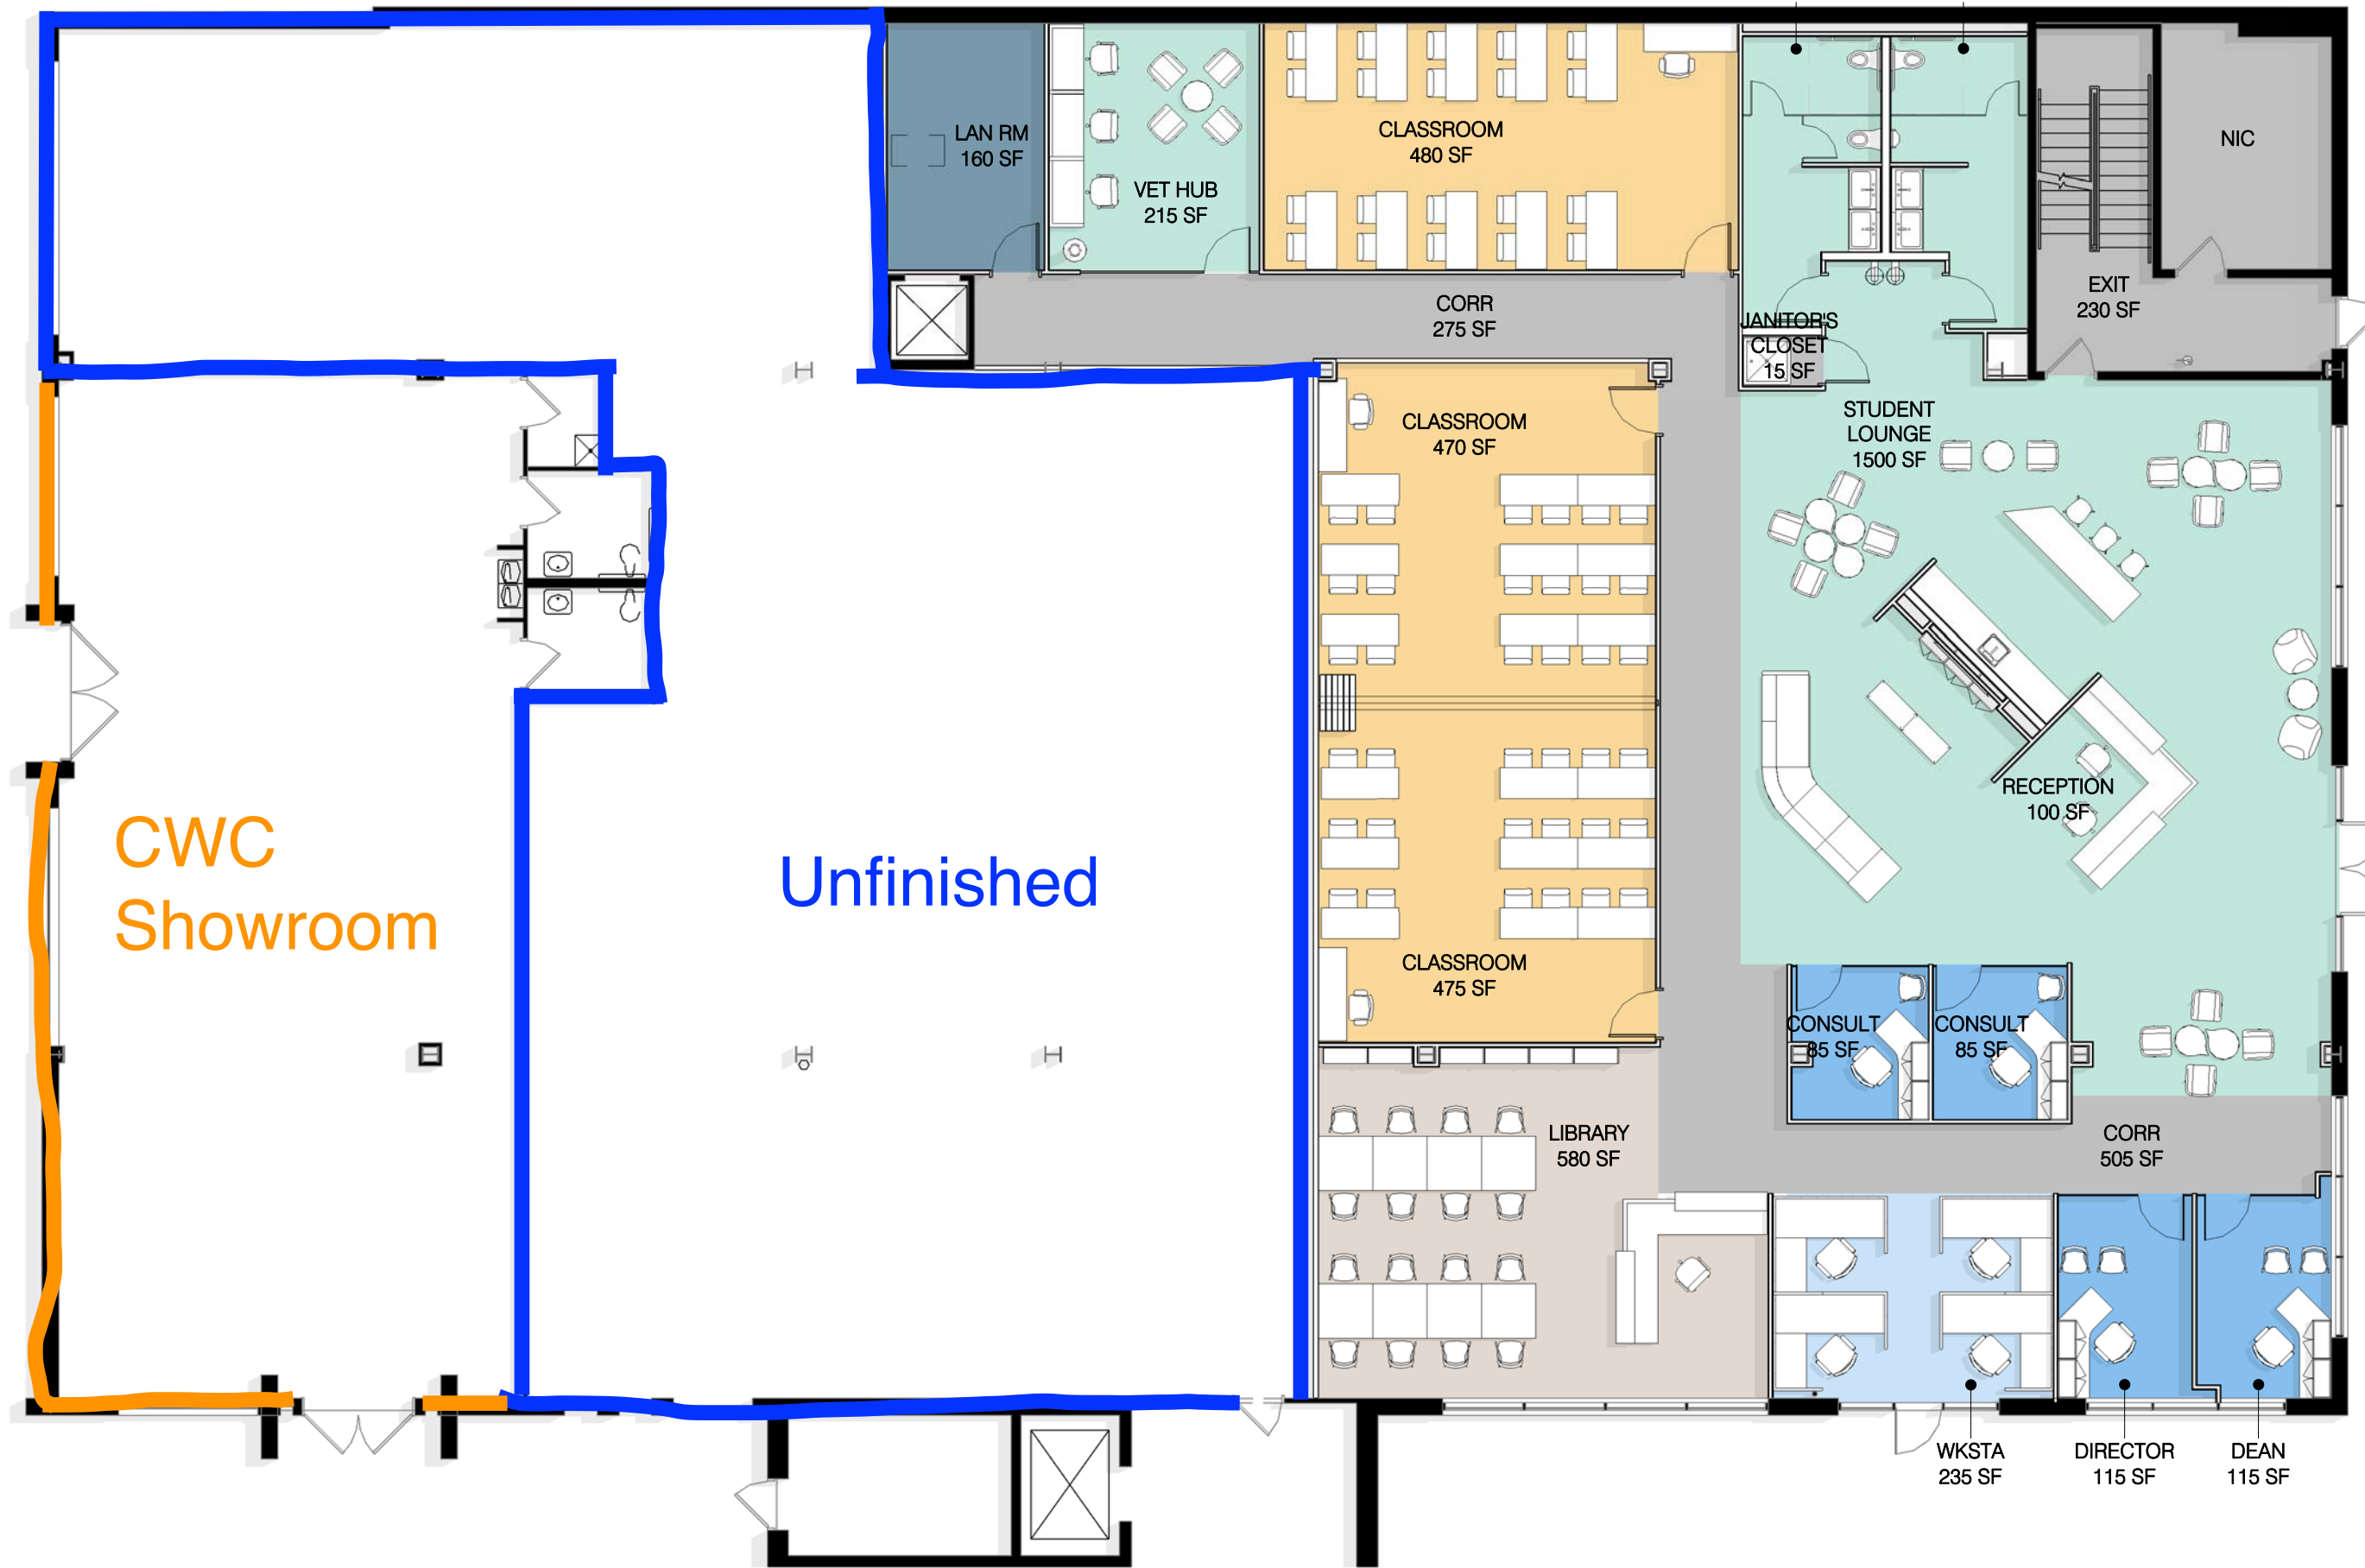 LAN RM
160 SF
VET HUB
215 SF
CLASSROOM
480 SF
NIC
CORR
275 SF
EXIT
230 SF
JANITOR'S
CLOSET
15 SF
CLASSROOM
470 SF
STUDENT
LOUNGE
1500 SF
RECEPTION
100 SF
CWC
Showroom
Unfinished
CLASSROOM
475 SF
CONSULT
85 SF
CONSULT
85 SF
LIBRARY
580 SF
CORR
505 SF
WKSTA
235 SF
DIRECTOR
115 SF
DEAN
115 SF